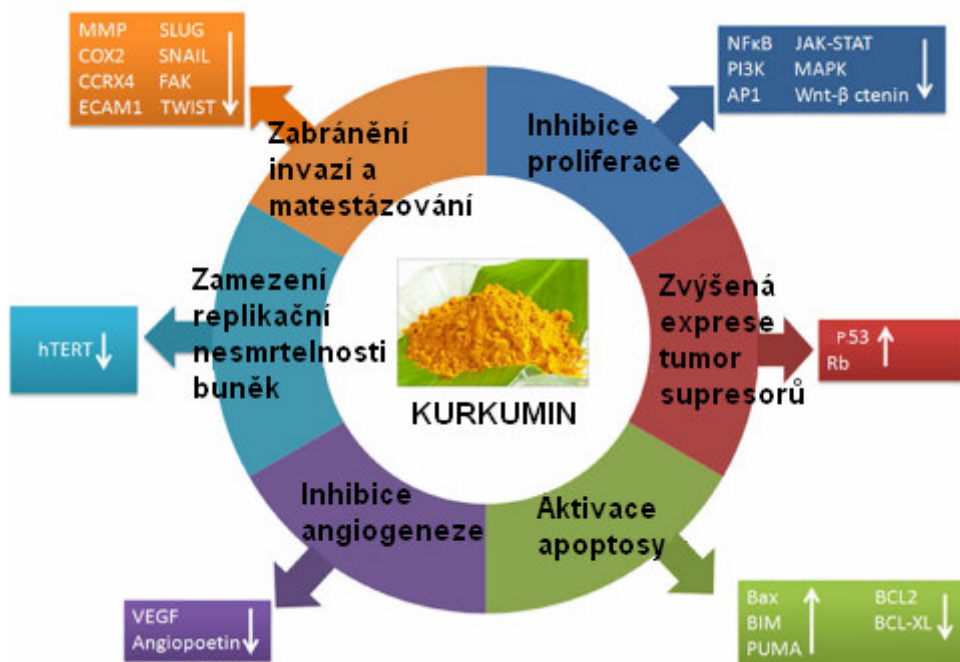 MMP SLUG
COX2 SNAIL
CCRX4 FAK
ECAM1 TWIST
NFκB JAK-STAT
PI3K MAPK
AP1 Wnt-β ctenin
Zabránění
invazí a
matestázování
Inhibice
proliferace
Zamezení
replikační
nesmrtelnosti
buněk
hTERT
KURKUMIN
Zvýšená
exprese
tumor
supresorů
P53
Rb
Inhibice
angiogeneze
Aktivace
apoptosy
VEGF
Angiopoetin
Bax BCL2
BIM BCL-XL
PUMA